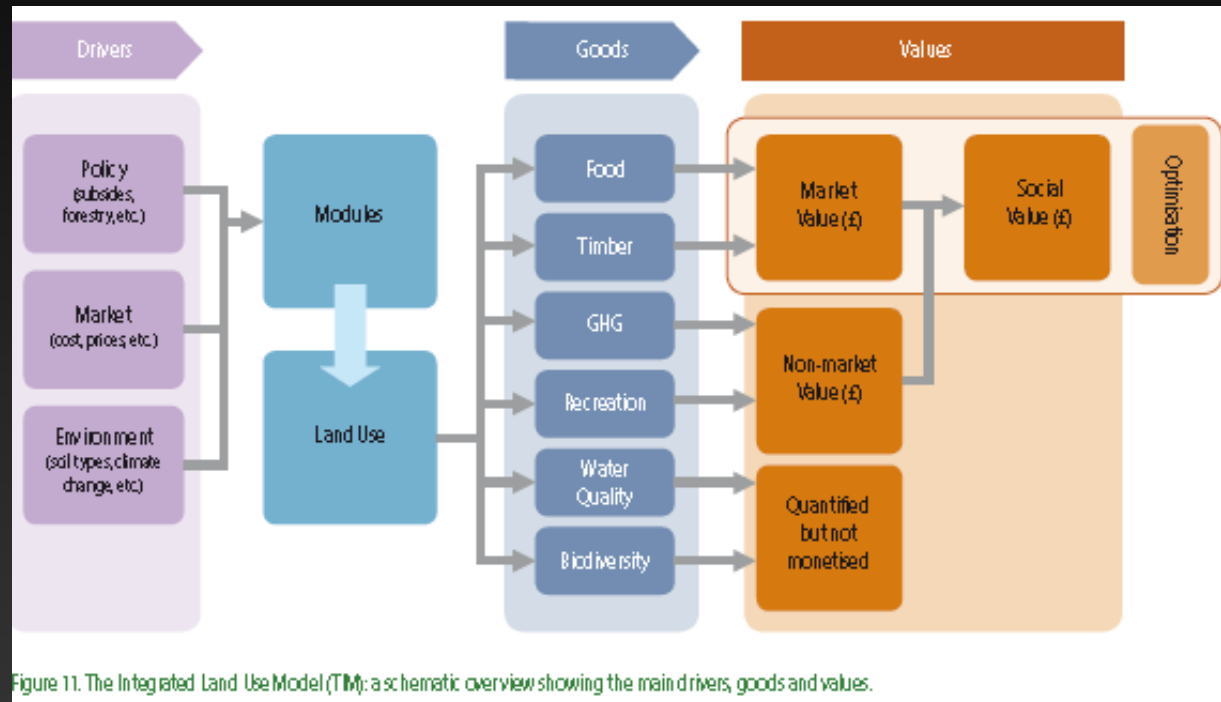 Drivers
Goods
Values
Policy
(subsides,
forestry, etc.)
Market
(cost, prices, etc.)
Environment
(soil types, climate
change, etc.)
Modules
Land Use
Food
Timber
GHG
Recreation
Water
Quality
Biodiversity
Market
Value (£)
Non-market
Value (£)
Quantified
but not
monetised
Social
Value (£)
Optimisation
Figure 11. The Integrated Land Use Model (TIM): a schematic overview showing the main drivers, goods and values.